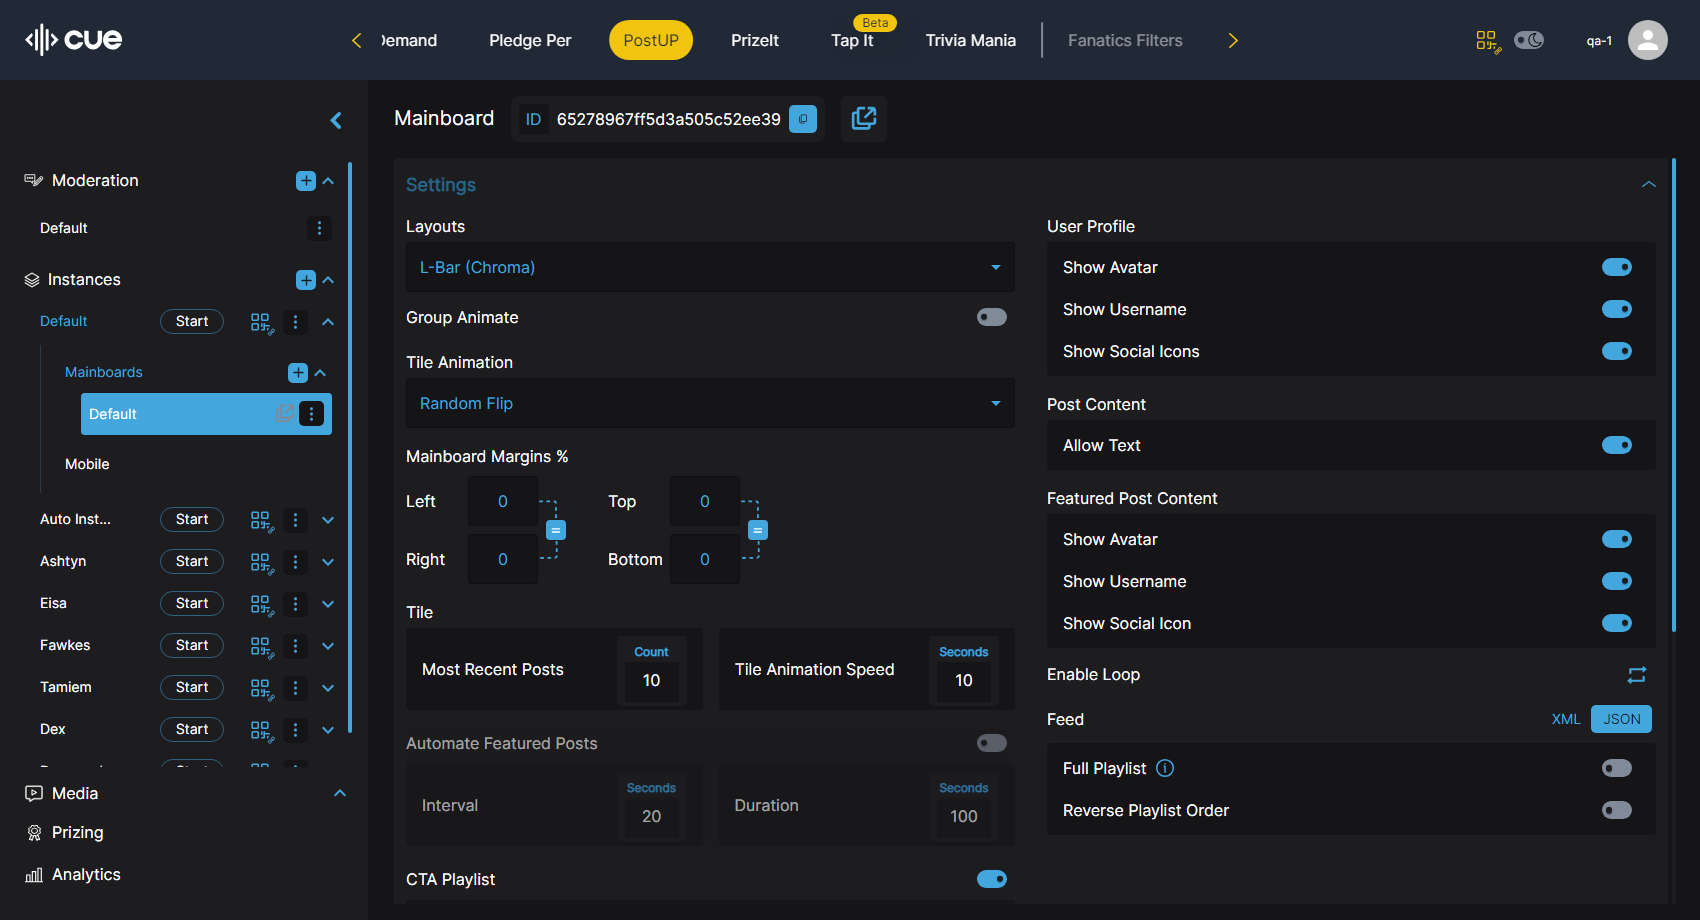 cue
Demand
Pledge Per
PostUP
PrizeIt
Beta
Tap It
Trivia Mania
Fanatics Filters
qa-1
Moderation
Default
Instances
Default
Start
Mainboards
Default
Mobile
Auto Inst...
Start
Ashtyn
Start
Eisa
Start
Fawkes
Start
Tamiem
Start
Dex
Start
Media
Prizing
Analytics
Mainboard
ID
65278967ff5d3a505c52ee39
Settings
Layouts
L-Bar (Chroma)
Group Animate
Tile Animation
Random Flip
Mainboard Margins %
Left
0
Top
0
=
=
Right
0
Bottom
0
Tile
Most Recent Posts
Count
10
Tile Animation Speed
Seconds
10
Automate Featured Posts
Interval
Seconds
20
Duration
Seconds
100
CTA Playlist
User Profile
Show Avatar
Show Username
Show Social Icons
Post Content
Allow Text
Featured Post Content
Show Avatar
Show Username
Show Social Icon
Enable Loop
Feed
XML
JSON
Full Playlist
Reverse Playlist Order